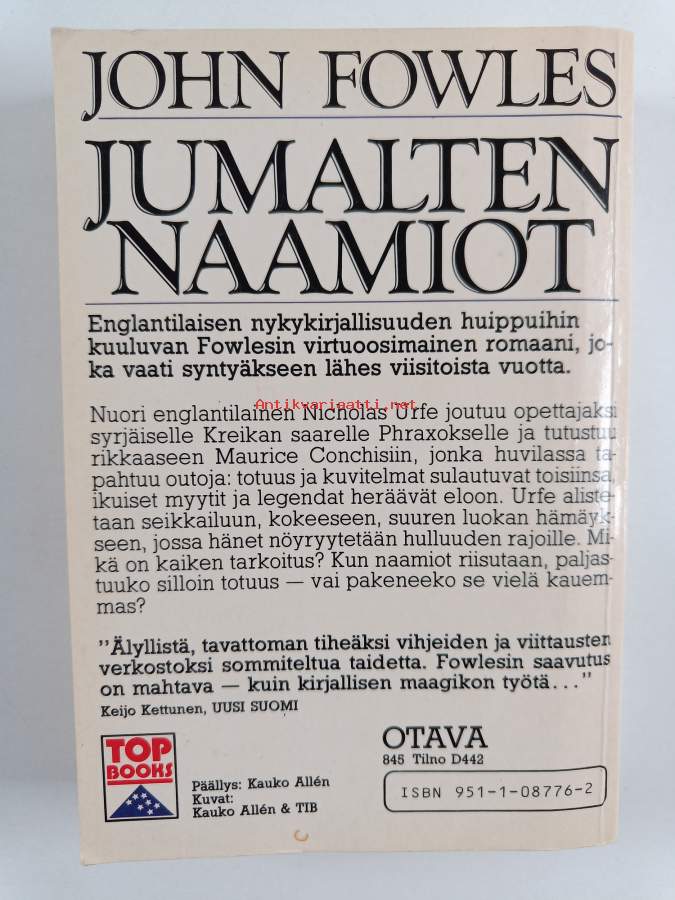 JOHN FOWLES
JUMALTEN
NAAMIOT
Englantilaisen nykykirjallisuuden huippuihin
kuuluvan Fowlesin virtuoosimainen romaani, jo-
ka vaati syntyäkseen lähes viisitoista vuotta.
Antikvariaatti.net
Nuori englantilainen Nicholas Urfe joutuu opettajaksi
syrjäiselle Kreikan saarelle Phraxokselle ja tutustuu
rikkaaseen Maurice Conchisiin, jonka huvilassa ta-
pahtuu outoja: totuus ja kuvitelmat sulautuvat toisiinsa,
ikuiset myytit ja legendat heräävät eloon. Urfe aliste-
taan seikkailuun, kokeeseen, suuren luokan hämäyk-
seen, jossa hänet nöyryytetään hulluuden rajoille. Mi-
kä on kaiken tarkoitus? Kun naamiot riisutaan, paljas-
tuuko silloin totuus — vai pakeneeko se vielä kauem-
mas?
"Älyllistä, tavattoman tiheäksi vihjeiden ja viittausten
verkostoksi sommiteltua taidetta. Fowlesin saavutus
on mahtava — kuin kirjallisen maagikon työtä..."
Keijo Kettunen, UUSI SUOMI
TOP
BOOKS
Päällys: Kauko Allén
Kuvat:
Kauko Allén & TIB
OTAVA
845 Tilno D442
ISBN 951-1-08776-2